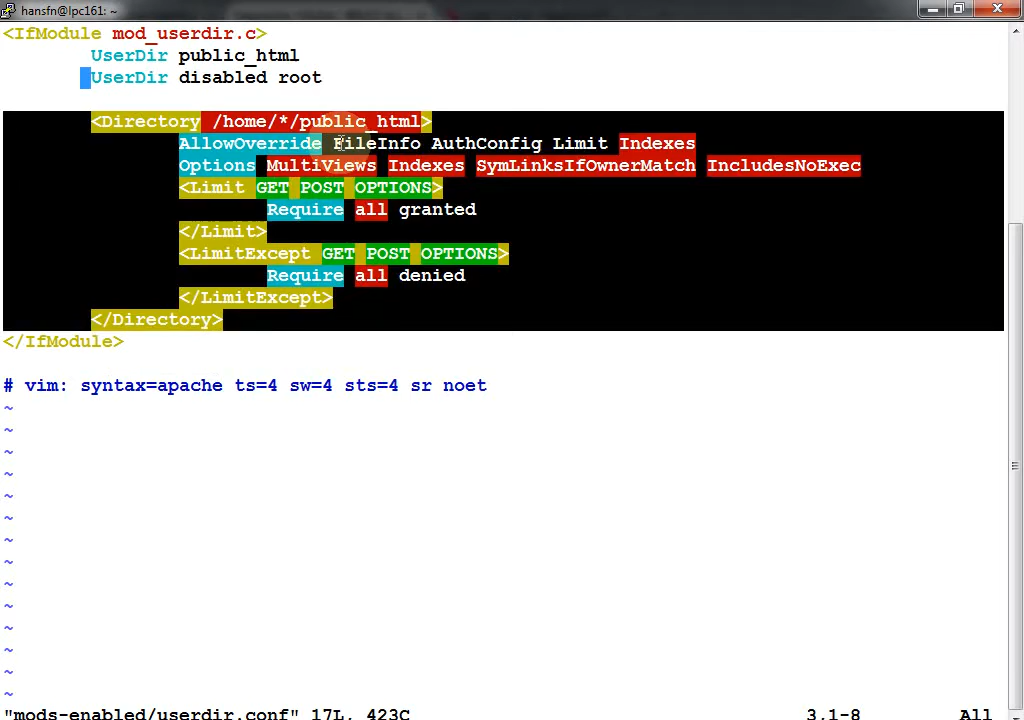 hansfn@lpc161: ~
<IfModule mod_userdir.c>
UserDir public_html
UserDir disabled root
<Directory /home/*/public_html>
AllowOverride FileInfo AuthConfig Limit Indexes
Options MultiViews Indexes SymLinksIfOwnerMatch IncludesNoExec
<Limit GET POST OPTIONS>
Require all granted
</Limit>
<LimitExcept GET POST OPTIONS>
Require all denied
</LimitExcept>
</Directory>
</IfModule>
# vim: syntax=apache ts=4 sw=4 sts=4 sr noet
~
~
~
~
~
~
~
~
~
~
~
~
~
~
"mods-enabled/userdir.conf" 17L, 423C 3,1-8 All